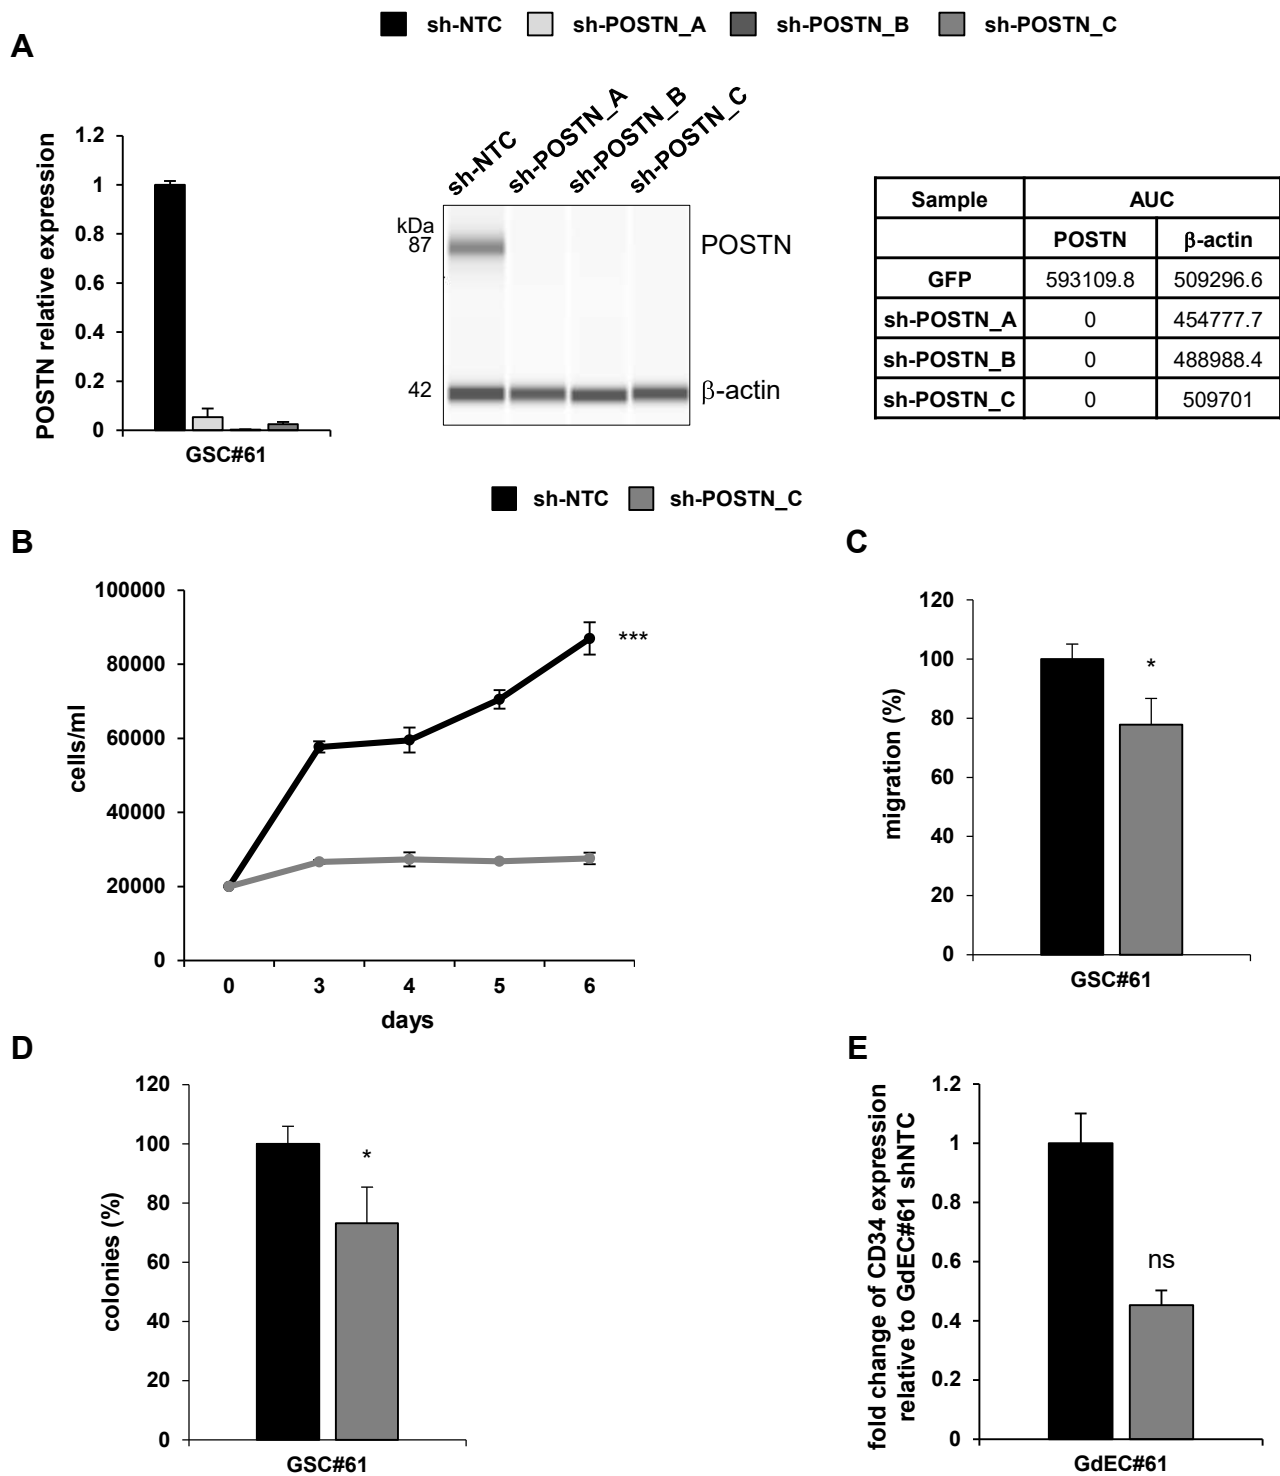 sh-NTC sh-POSTN_A sh-POSTN_B sh-POSTN_C
A
POSTN relative expression
1.2
1
0.8
0.6
0.4
0.2
0
GSC#61
sh-NTC
sh-POSTN_A
sh-POSTN_B
sh-POSTN_C
kDa
87
POSTN
42
β-actin
Sample AUC
POSTN β-actin
GFP 593109.8 509296.6
sh-POSTN_A 0 454777.7
sh-POSTN_B 0 488988.4
sh-POSTN_C 0 509701
sh-NTC sh-POSTN_C
B
cells/ml
100000
80000
60000
40000
20000
0
***
0 3 4 5 6
days
C
migration (%)
120
100
80
60
40
20
0
*
GSC#61
D
colonies (%)
120
100
80
60
40
20
0
*
GSC#61
E
fold change of CD34 expression
relative to GdEC#61 shNTC
1.2
1
0.8
0.6
0.4
0.2
0
ns
GdEC#61